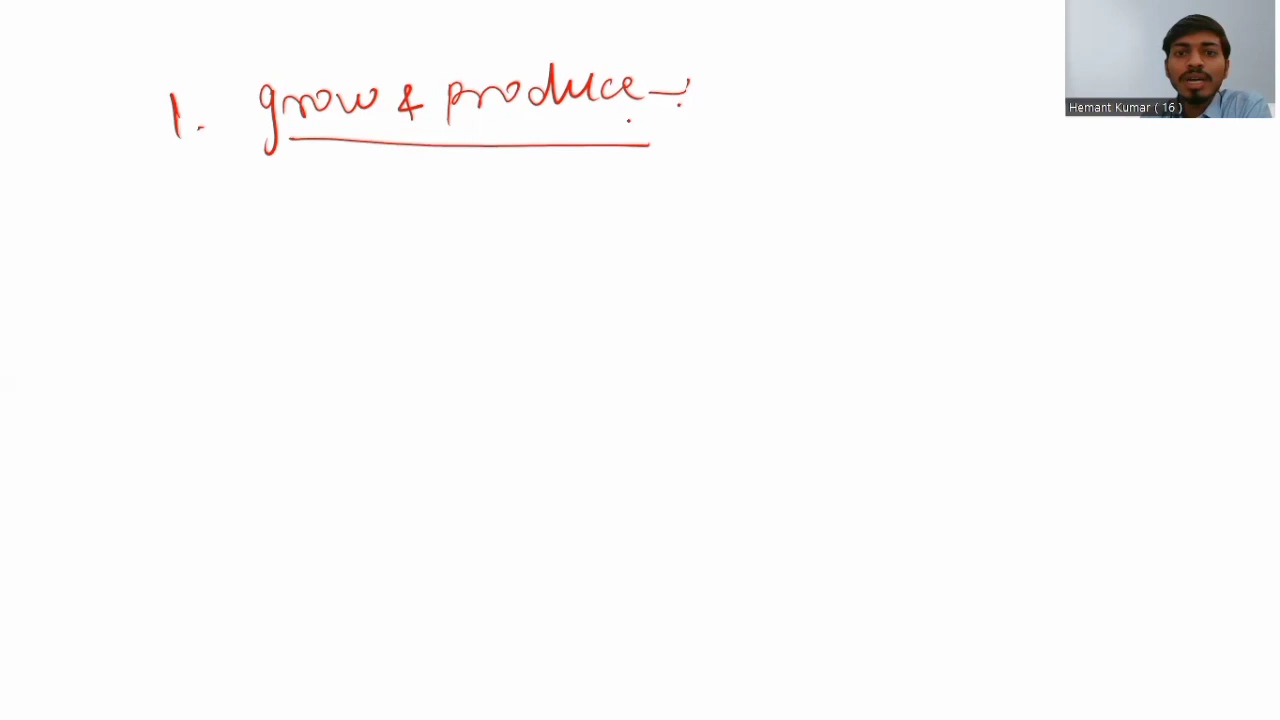 1. grow & produce →
Hemant Kumar ( 16 )